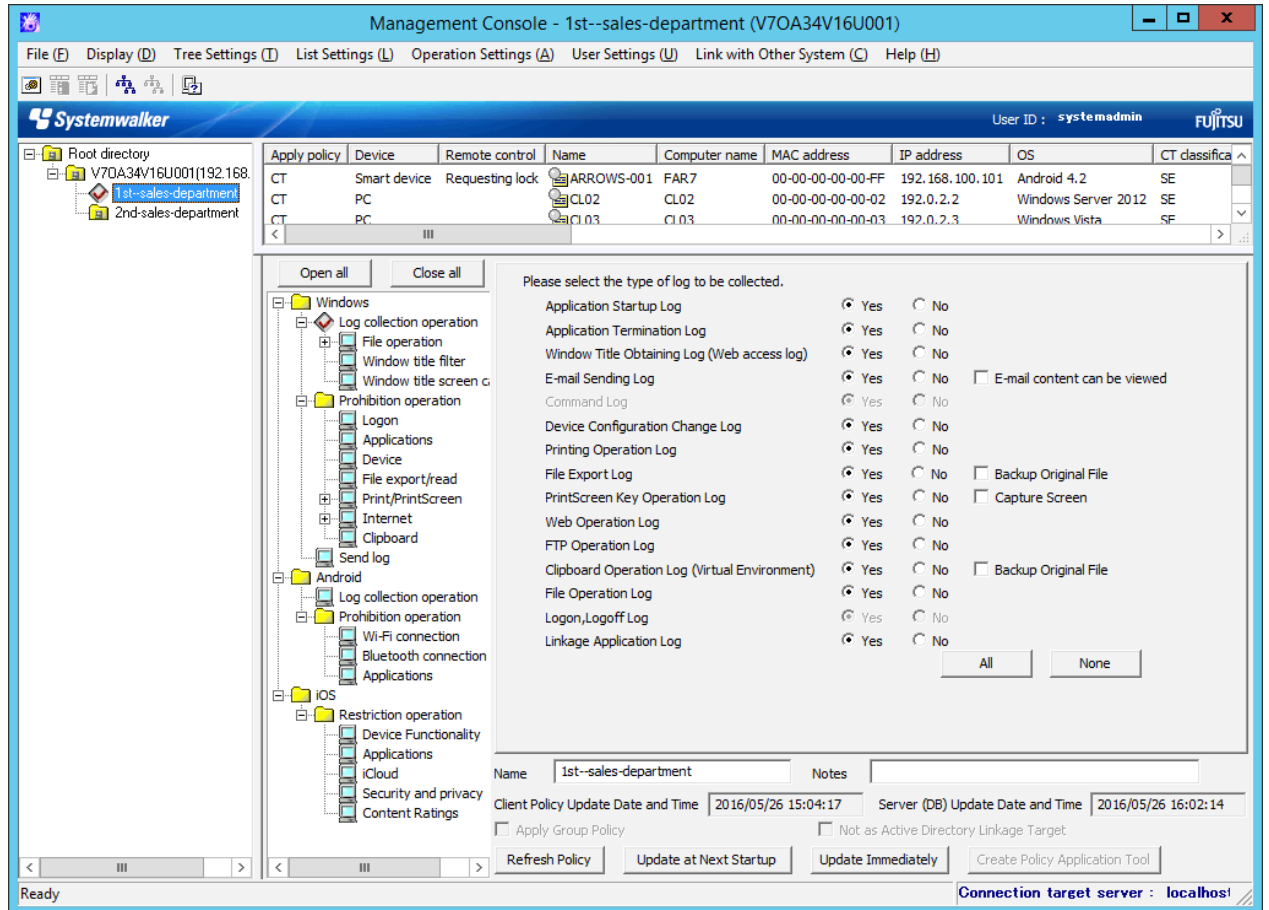 Management Console - 1st--sales-department (V7OA34V16U001)
File (F) Display (D) Tree Settings (T) List Settings (L) Operation Settings (A) User Settings (U) Link with Other System (C) Help (H)
Systemwalker User ID : systemadmin FUJITSU
Root directory
V70A34V16U001[192.168.
1st--sales-department
2nd-sales-department
Apply policy Device Remote control Name Computer name MAC address IP address OS CT classifica
CT Smart device Requesting lock ARROWS-001 FAR7 00-00-00-00-00-FF 192.168.100.101 Android 4.2 SE
CT PC CL02 CL02 00-00-00-00-00-02 192.0.2.2 Windows Server 2012 SE
CT PC CL03 CL03 00-00-00-00-00-03 192.0.2.3 Windows Vista SE
Open all Close all
Windows
Log collection operation
File operation
Window title filter
Window title screen ca
Prohibition operation
Logon
Applications
Device
File export/read
Print/PrintScreen
Internet
Clipboard
Send log
Android
Log collection operation
Prohibition operation
Wi-Fi connection
Bluetooth connection
Applications
iOS
Restriction operation
Device Functionality
Applications
iCloud
Security and privacy
Content Ratings
Please select the type of log to be collected.
Application Startup Log Yes No
Application Termination Log Yes No
Window Title Obtaining Log (Web access log) Yes No
E-mail Sending Log Yes No E-mail content can be viewed
Command Log Yes No
Device Configuration Change Log Yes No
Printing Operation Log Yes No
File Export Log Yes No Backup Original File
PrintScreen Key Operation Log Yes No Capture Screen
Web Operation Log Yes No
FTP Operation Log Yes No
Clipboard Operation Log (Virtual Environment) Yes No Backup Original File
File Operation Log Yes No
Logon,Logoff Log Yes No
Linkage Application Log Yes No
All None
Name 1st--sales-department Notes
Client Policy Update Date and Time 2016/05/26 15:04:17 Server (DB) Update Date and Time 2016/05/26 16:02:14
Apply Group Policy Not as Active Directory Linkage Target
Refresh Policy Update at Next Startup Update Immediately Create Policy Application Tool
Ready Connection target server : localhost